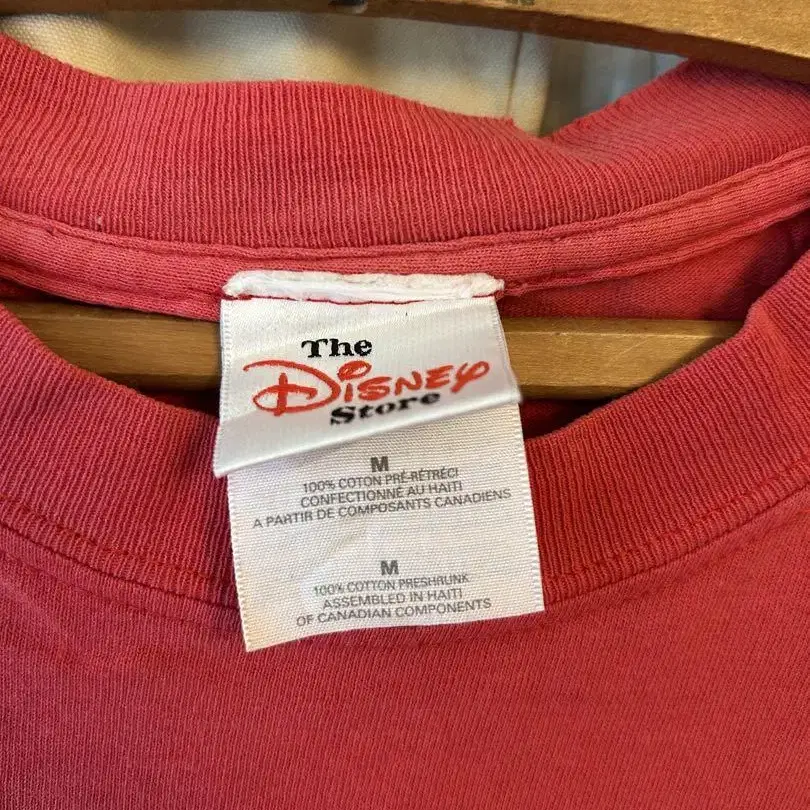 The
Disney
Store
M
100% COTON PRÉ-RÉTRÉCI
CONFECTIONNÉ AU HAITI
A PARTIR DE COMPOSANTS CANADIENS
M
100% COTTON PRESHRUNK
ASSEMBLED IN HAITI
OF CANADIAN COMPONENTS